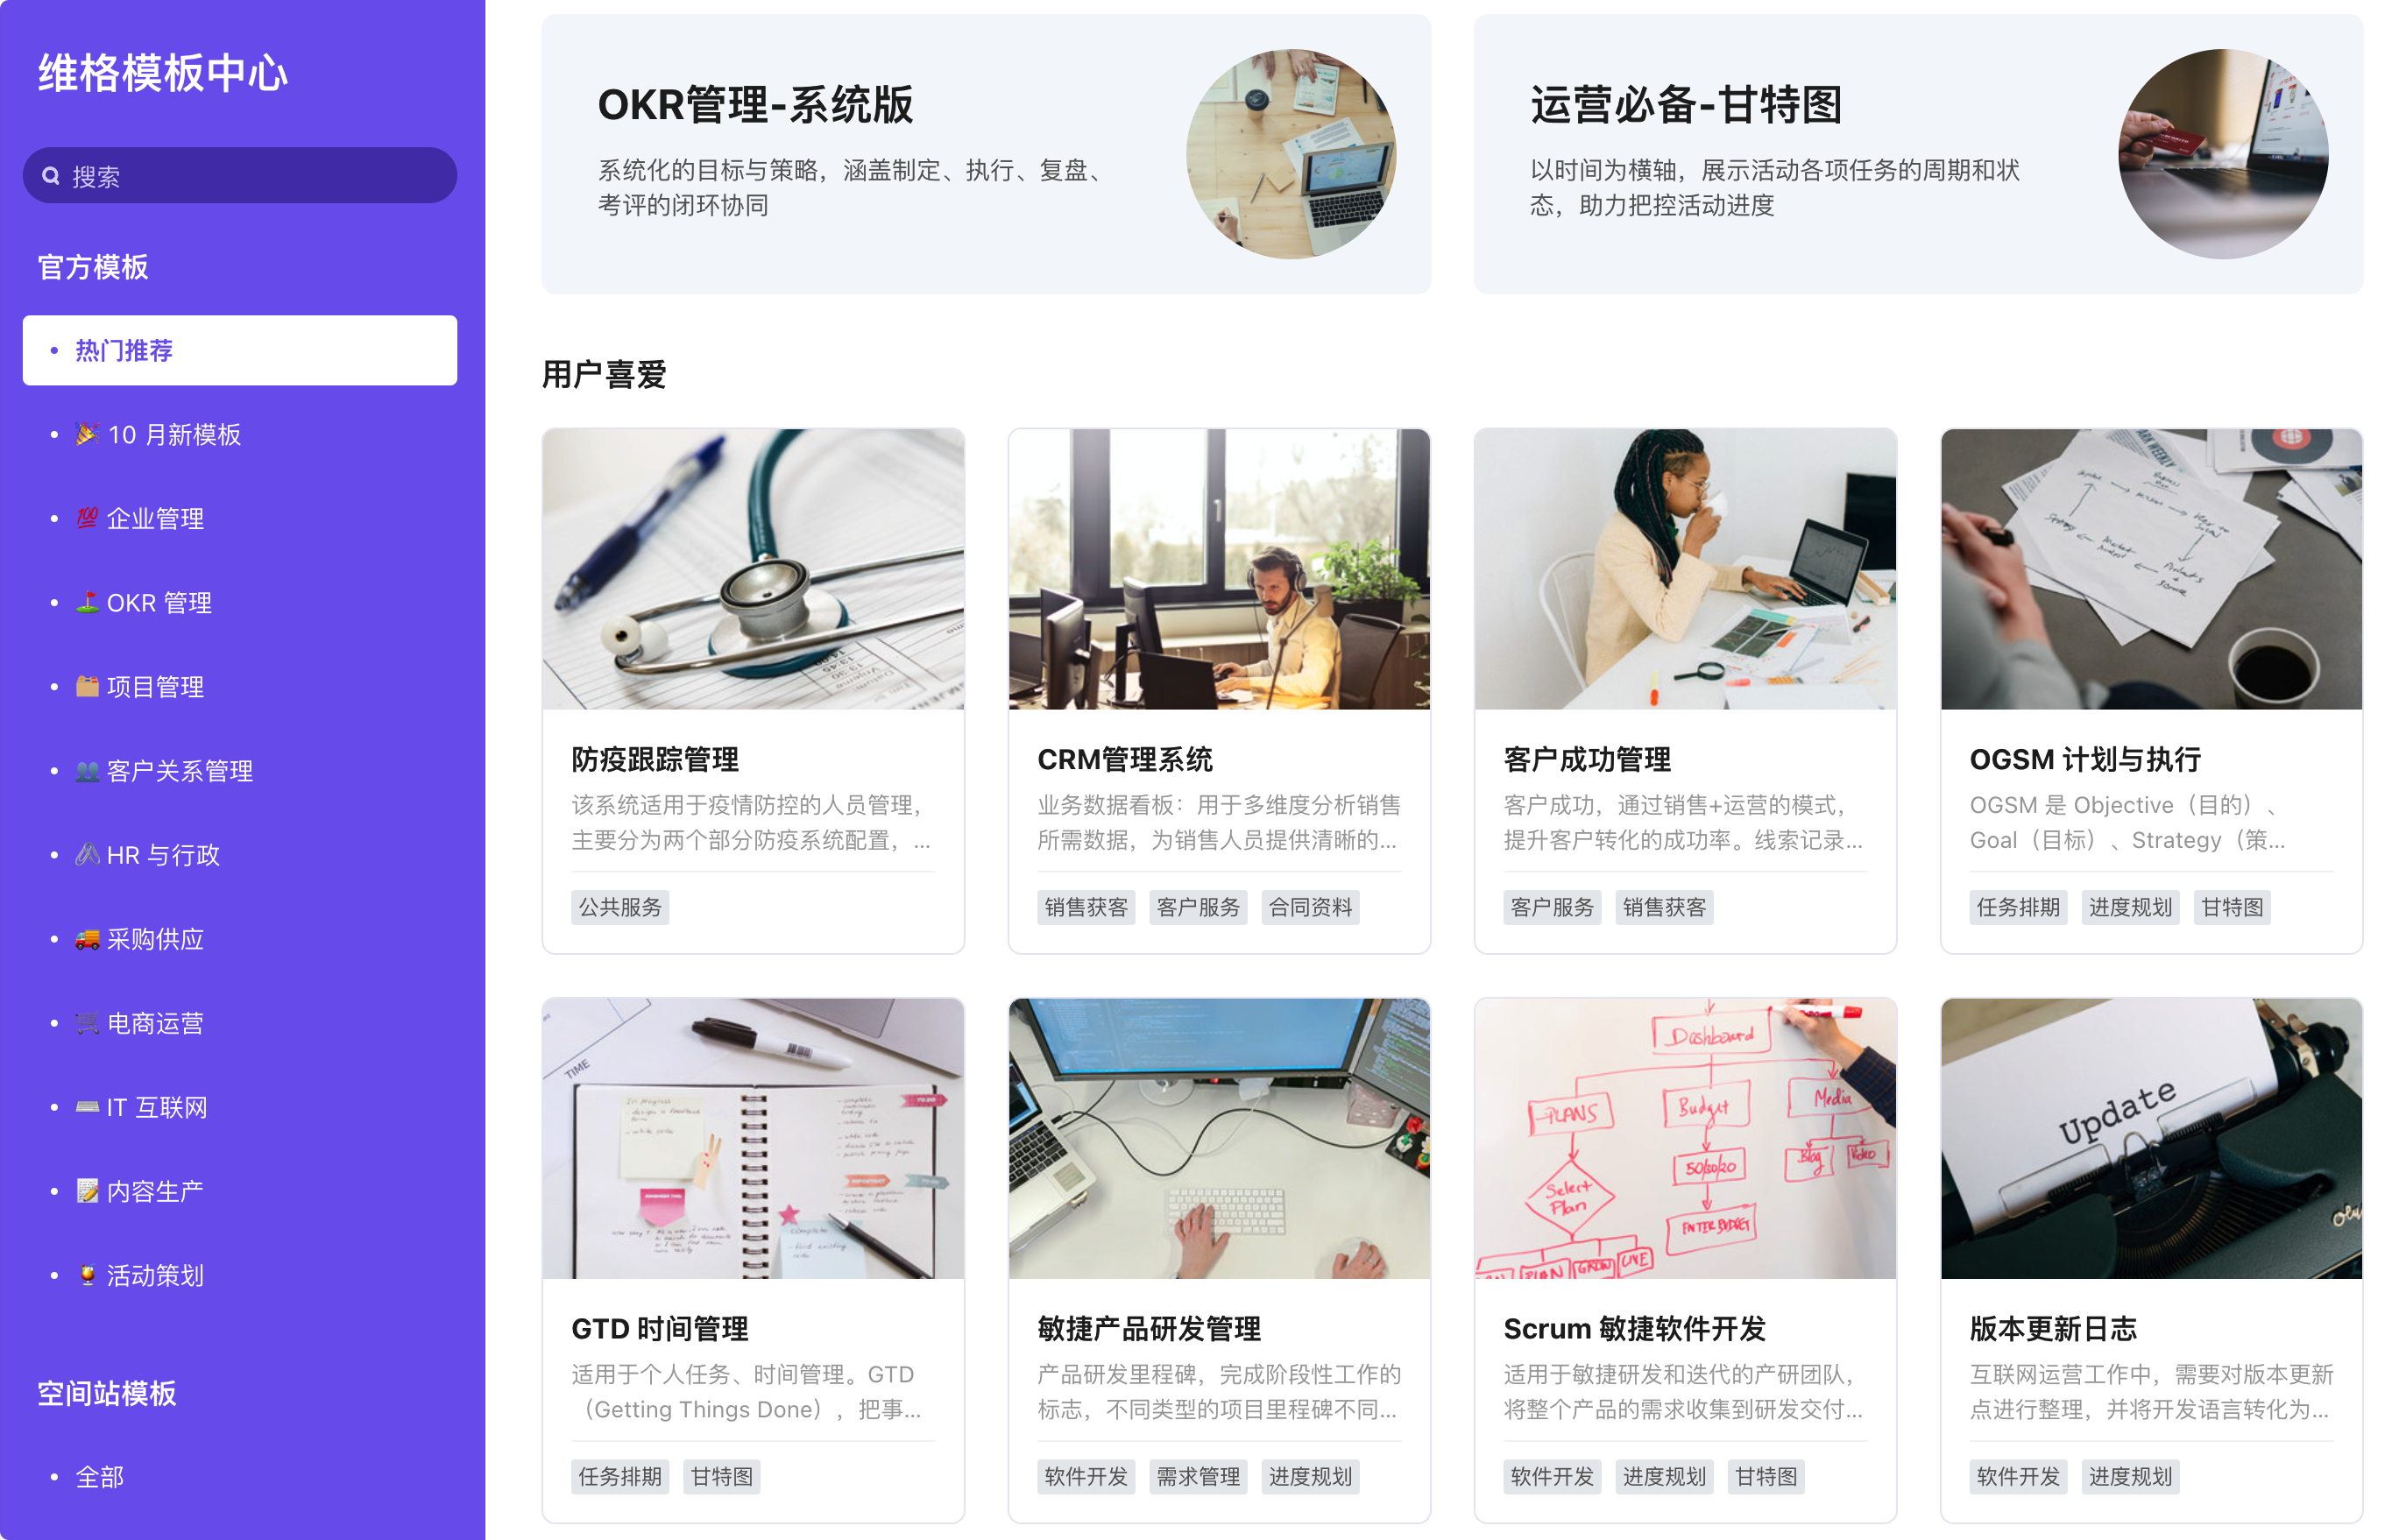 维格模板中心
搜索
官方模板
热门推荐
10 月新模板
企业管理
OKR 管理
项目管理
客户关系管理
HR 与行政
采购供应
电商运营
IT 互联网
内容生产
活动策划
空间站模板
全部
OKR管理-系统版
系统化的目标与策略，涵盖制定、执行、复盘、
考评的闭环协同
运营必备-甘特图
以时间为横轴，展示活动各项任务的周期和状
态，助力把控活动进度
用户喜爱
防疫跟踪管理
该系统适用于疫情防控的人员管理，
主要分为两个部分防疫系统配置，...
公共服务
CRM管理系统
业务数据看板：用于多维度分析销售
所需数据，为销售人员提供清晰的...
销售获客 客户服务 合同资料
客户成功管理
客户成功，通过销售+运营的模式，
提升客户转化的成功率。线索记录...
客户服务 销售获客
OGSM 计划与执行
OGSM 是 Objective（目的）、
Goal（目标）、Strategy（策...
任务排期 进度规划 甘特图
TIME
GTD 时间管理
适用于个人任务、时间管理。GTD
（Getting Things Done），把事...
任务排期 甘特图
敏捷产品研发管理
产品研发里程碑，完成阶段性工作的
标志，不同类型的项目里程碑不同...
软件开发 需求管理 进度规划
Dashboard
PLANS
Budget
Media
50/30/20
Blog
Video
Select
Plan
ENTER BUDGET
PLAN
GROW
LIVE
Scrum 敏捷软件开发
适用于敏捷研发和迭代的产研团队，
将整个产品的需求收集到研发交付...
软件开发 进度规划 甘特图
Update
版本更新日志
互联网运营工作中，需要对版本更新
点进行整理，并将开发语言转化为...
软件开发 进度规划